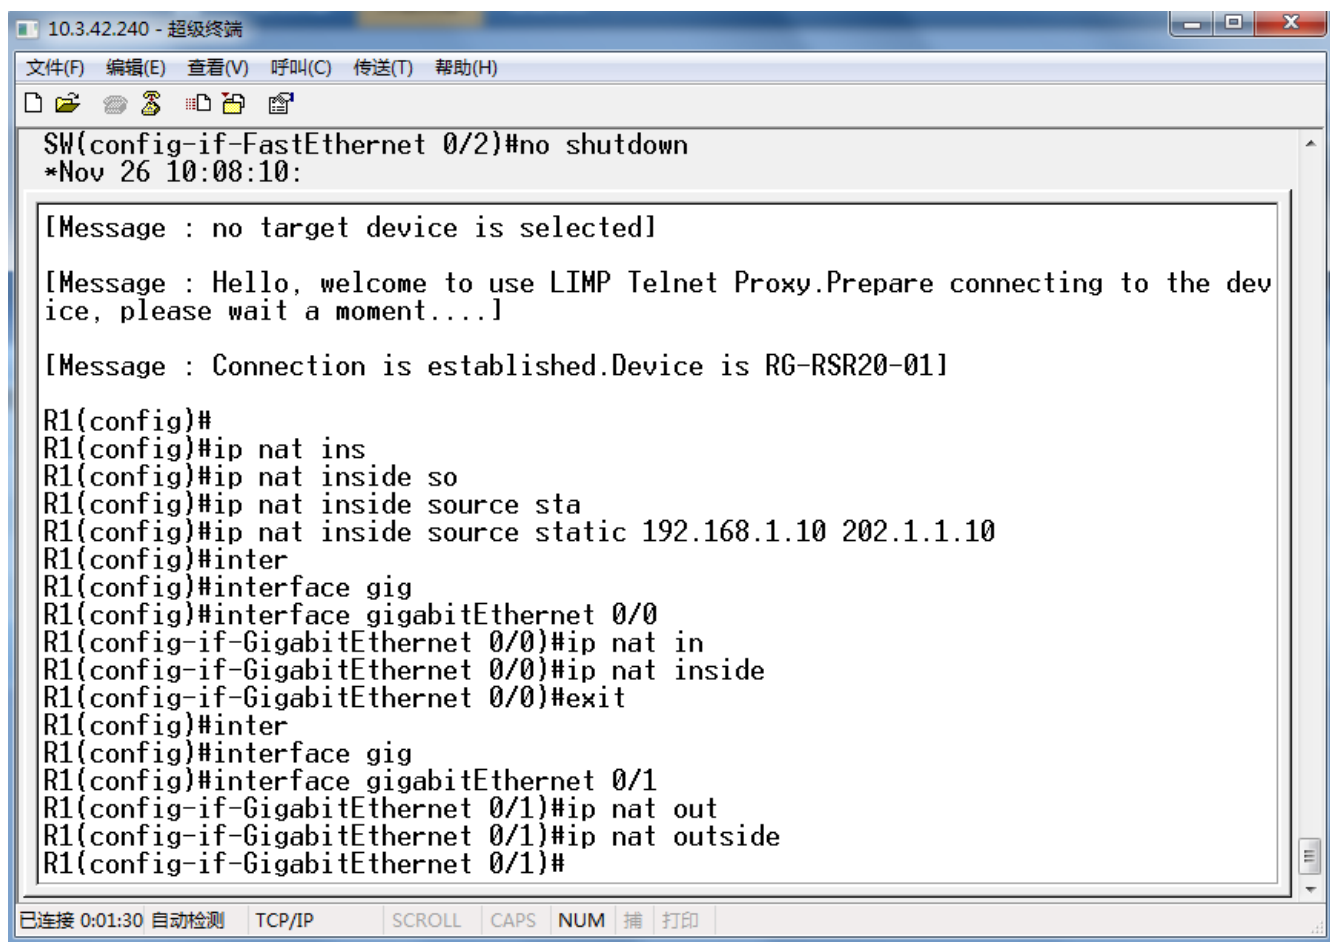 10.3.42.240 - 超级终端
文件(F) 编辑(E) 查看(V) 呼叫(C) 传送(T) 帮助(H)
SW(config-if-FastEthernet 0/2)#no shutdown
*Nov 26 10:08:10:
[Message : no target device is selected]
[Message : Hello, welcome to use LIMP Telnet Proxy.Prepare connecting to the dev
ice, please wait a moment....]
[Message : Connection is established.Device is RG-RSR20-01]
R1(config)#
R1(config)#ip nat ins
R1(config)#ip nat inside so
R1(config)#ip nat inside source sta
R1(config)#ip nat inside source static 192.168.1.10 202.1.1.10
R1(config)#inter
R1(config)#interface gig
R1(config)#interface gigabitEthernet 0/0
R1(config-if-GigabitEthernet 0/0)#ip nat in
R1(config-if-GigabitEthernet 0/0)#ip nat inside
R1(config-if-GigabitEthernet 0/0)#exit
R1(config)#inter
R1(config)#interface gig
R1(config)#interface gigabitEthernet 0/1
R1(config-if-GigabitEthernet 0/1)#ip nat out
R1(config-if-GigabitEthernet 0/1)#ip nat outside
R1(config-if-GigabitEthernet 0/1)#
已连接 0:01:30 自动检测 TCP/IP SCROLL CAPS NUM 捕 打印